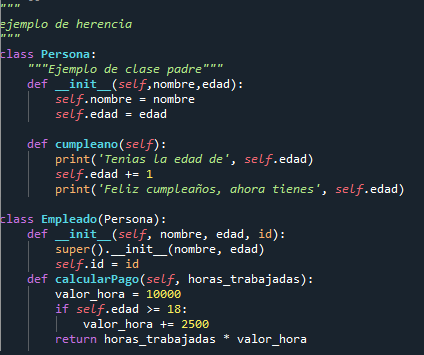 """
ejemplo de herencia
"""
class Persona:
    """Ejemplo de clase padre"""
    def __init__(self,nombre,edad):
        self.nombre = nombre
        self.edad = edad

    def cumpleano(self):
        print('Tenias la edad de', self.edad)
        self.edad += 1
        print('Feliz cumpleaños, ahora tienes', self.edad)

class Empleado(Persona):
    def __init__(self, nombre, edad, id):
        super().__init__(nombre, edad)
        self.id = id
    def calcularPago(self, horas_trabajadas):
        valor_hora = 10000
        if self.edad >= 18:
            valor_hora += 2500
        return horas_trabajadas * valor_hora